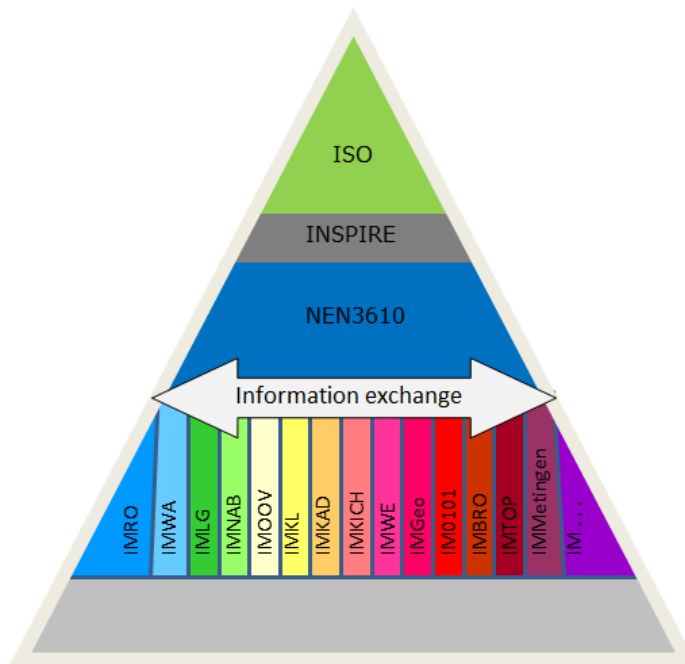 ISO
INSPIRE
NEN3610
Information exchange
IMRO
IMWA
IMLG
IMNAB
IMOOV
IMKL
IMKAD
IMKICH
IMWE
IMGeo
IM0101
IMBRO
IMTOP
IMMetingen
IM ...